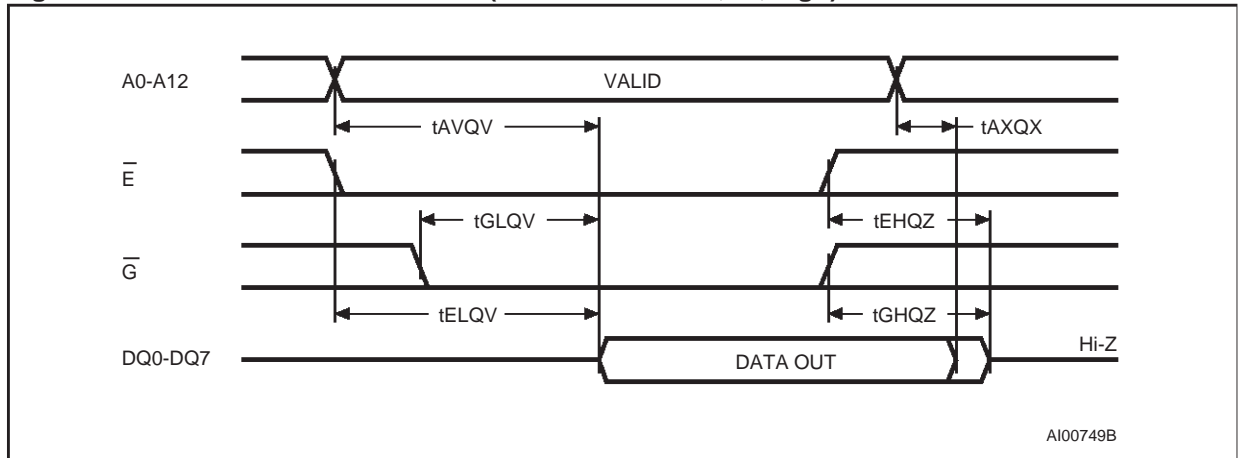 A0-A12
VALID
tAVQV
tAXQX
E
tGLQV
tEHQZ
G
tELQV
tGHQZ
DQ0-DQ7
DATA OUT
Hi-Z
AI00749B